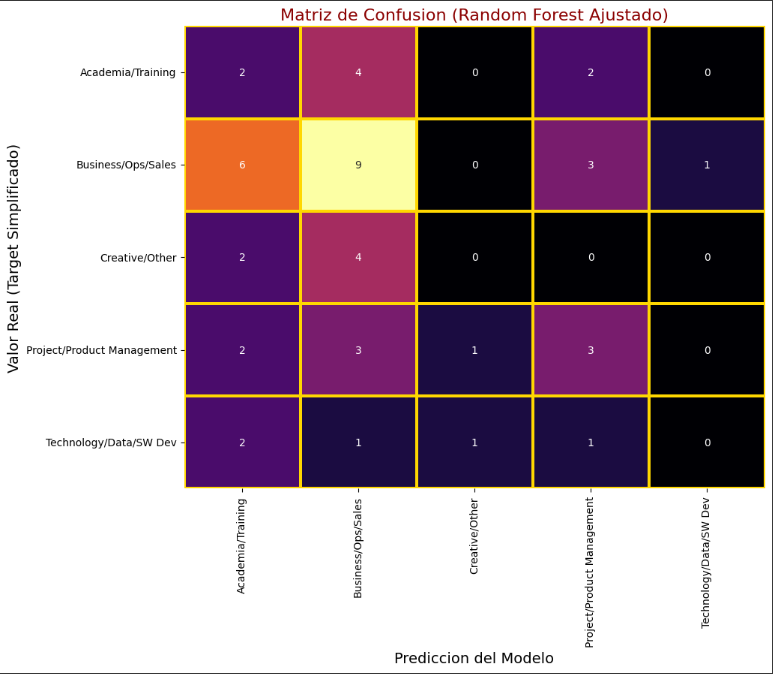 Matriz de Confusion (Random Forest Ajustado)
Valor Real (Target Simplificado)
Academia/Training 2 4 0 2 0
Business/Ops/Sales 6 9 0 3 1
Creative/Other 2 4 0 0 0
Project/Product Management 2 3 1 3 0
Technology/Data/SW Dev 2 1 1 1 0
Academia/Training
Business/Ops/Sales
Creative/Other
Project/Product Management
Technology/Data/SW Dev
Prediccion del Modelo